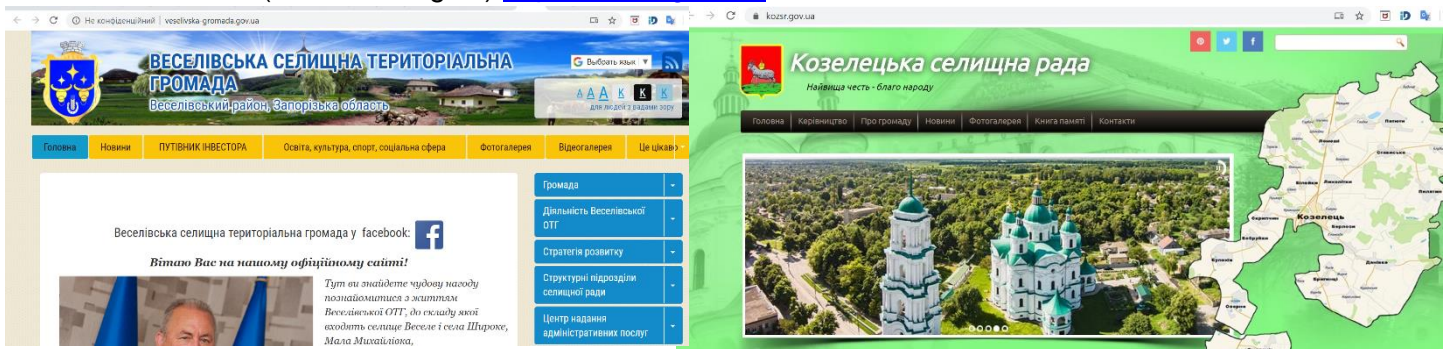 Не конфіденційний | veselivska-gromada.gov.ua
ВЕСЕЛІВСЬКА СЕЛИЩНА ТЕРИТОРІАЛЬНА
ГРОМАДА
Веселівський район, Запорізька область
Выбрать язык ▼
A A A K K K
для людей з вадами зору
Головна
Новини
ПУТІВНИК ІНВЕСТОРА
Освіта, культура, спорт, соціальна сфера
Фотогалерея
Відеогалерея
Це цікаво
Веселівська селищна територіальна громада у facebook:
Вітаю Вас на нашому офіційному сайті!
Тут ви знайдете чудову нагоду
познайомитися з життям
Веселівської ОТГ, до складу якої
входять селище Веселе і села Широке,
Мала Михайлівка,
Громада
Діяльність Веселівської
ОТГ
Стратегія розвитку
Структурні підрозділи
селищної ради
Центр надання
адміністративних послуг
kozsr.gov.ua
Козелецька селищна рада
Найвища честь - благо народу
Головна | Керівництво | Про громаду | Новини | Фотогалерея | Книга памяті | Контакти
Козелець